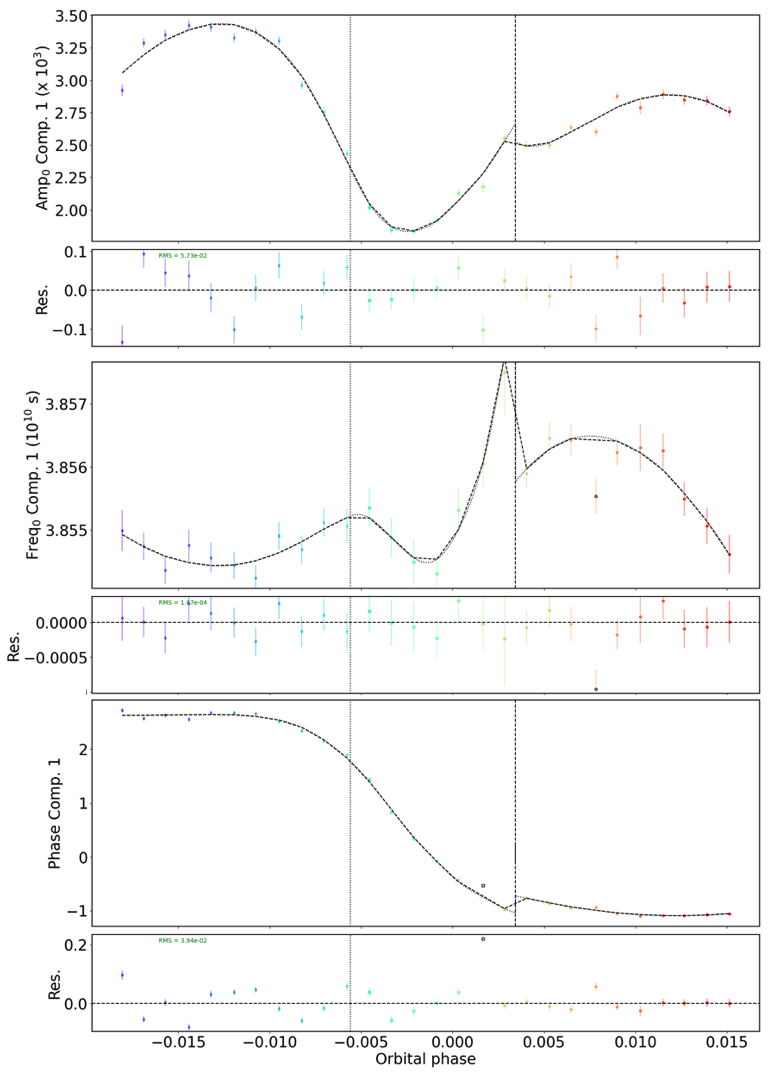 Amp₀ Comp. 1 (x 10³)
3.50
3.25
3.00
2.75
2.50
2.25
2.00
Res.
0.1
0.0
−0.1
RMS = 5.73e-02
Freq₀ Comp. 1 (10¹⁰ s)
3.857
3.856
3.855
Res.
0.0000
−0.0005
RMS = 1.67e-04
Phase Comp. 1
2
1
0
−1
Res.
0.2
0.0
RMS = 3.94e-02
−0.015 −0.010 −0.005 0.000 0.005 0.010 0.015
Orbital phase